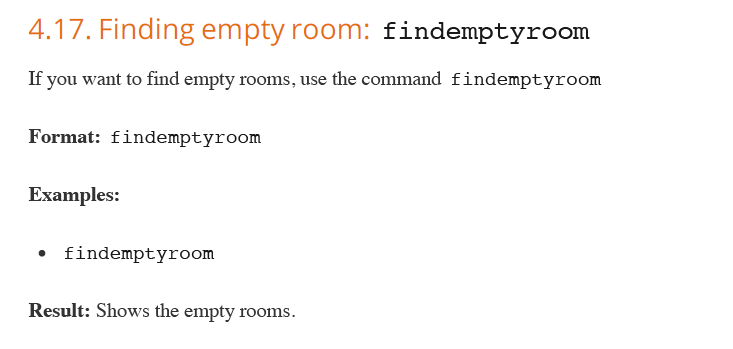 4.17. Finding empty room: findemptyroom
If you want to find empty rooms, use the command findemptyroom
Format: findemptyroom
Examples:
• findemptyroom
Result: Shows the empty rooms.